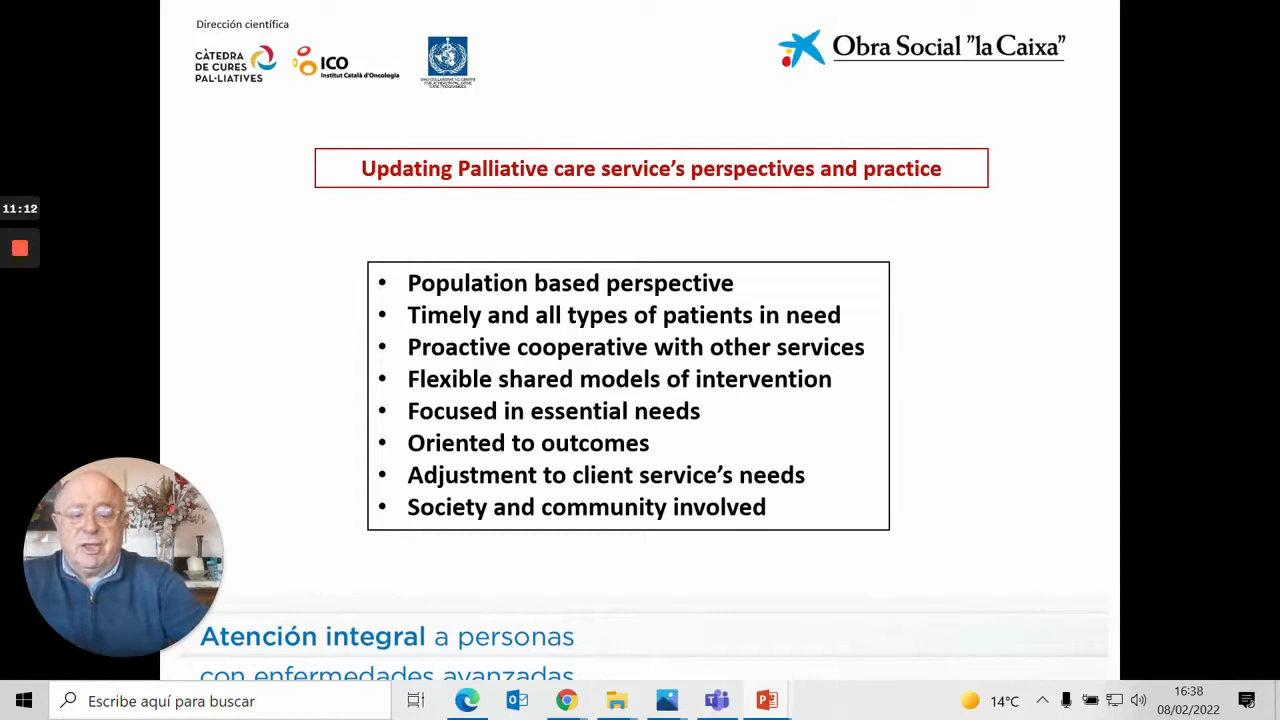 Dirección científica
CÀTEDRA
DE CURES
PAL·LIATIVES
ICO
Institut Català d'Oncologia
Obra Social "la Caixa"
Updating Palliative care service's perspectives and practice
11:12
• Population based perspective
• Timely and all types of patients in need
• Proactive cooperative with other services
• Flexible shared models of intervention
• Focused in essential needs
• Oriented to outcomes
• Adjustment to client service's needs
• Society and community involved
Atención integral a personas
con enfermedades avanzadas
Escribe aquí para buscar
14°C
16:38
08/02/2022